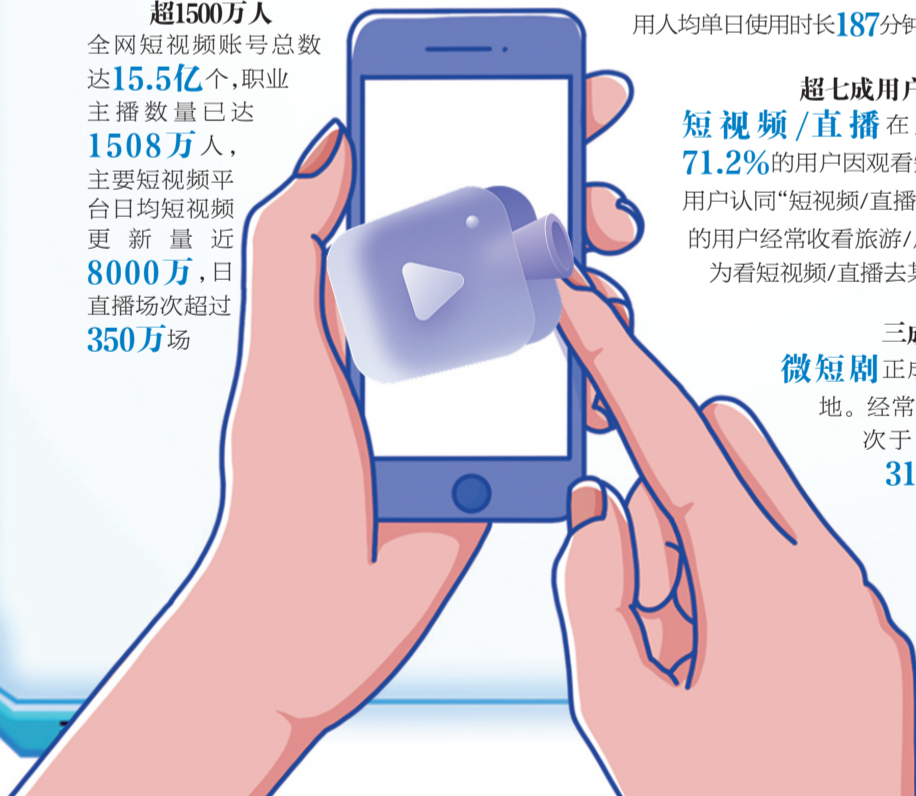 超1500万人
全网短视频账号总数
达15.5亿个,职业
主播数量已达
1508万人,
主要短视频平
台日均短视频
更新量近
8000万,日
直播场次超过
350万场
用人均单日使用时长187分钟
超七成用户
短视频/直播在
71.2%的用户因观看
用户认同“短视频/直播
的用户经常收看旅游/
为看短视频/直播去某
三成
微短剧正成
地。经常
次于
31